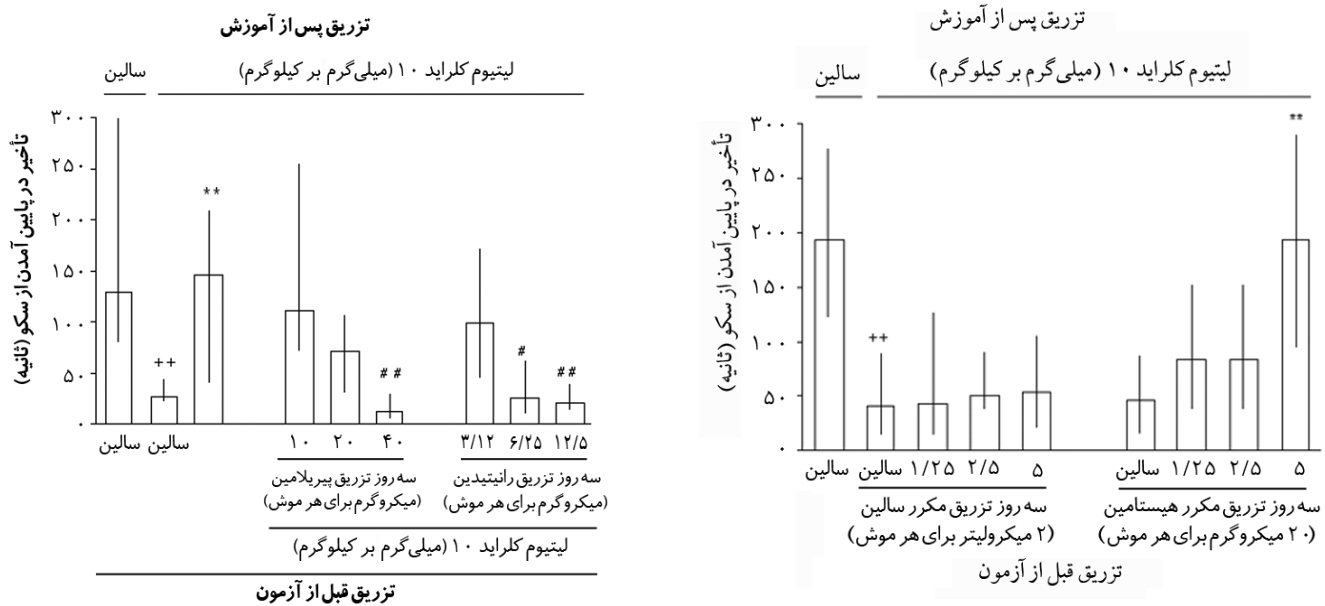 تزریق پس از آموزش
سالین
لیتیوم کلراید ۱۰ (میلی‌گرم بر کیلوگرم)
تأخیر در پایین آمدن از سکو (ثانیه)
۳۰۰
۲۵۰
۲۰۰
۱۵۰
۱۰۰
۵۰
۰
++
**
# #
#
# #
سالین سالین ۱۰ ۲۰ ۴۰ ۳/۱۲ ۶/۲۵ ۱۲/۵
سه روز تزریق پیریلامین
(میکروگرم برای هر موش)
سه روز تزریق رانیتیدین
(میکروگرم برای هر موش)
لیتیوم کلراید ۱۰ (میلی‌گرم بر کیلوگرم)
تزریق قبل از آزمون
تزریق پس از آموزش
سالین
لیتیوم کلراید ۱۰ (میلی‌گرم بر کیلوگرم)
تأخیر در پایین آمدن از سکو (ثانیه)
۳۰۰
۲۵۰
۲۰۰
۱۵۰
۱۰۰
۵۰
۰
++
**
سالین سالین ۱/۲۵ ۲/۵ ۵ سالین ۱/۲۵ ۲/۵ ۵
سه روز تزریق مکرر سالین
(۲ میکرولیتر برای هر موش)
سه روز تزریق مکرر هیستامین
(۲۰ میکروگرم برای هر موش)
تزریق قبل از آزمون